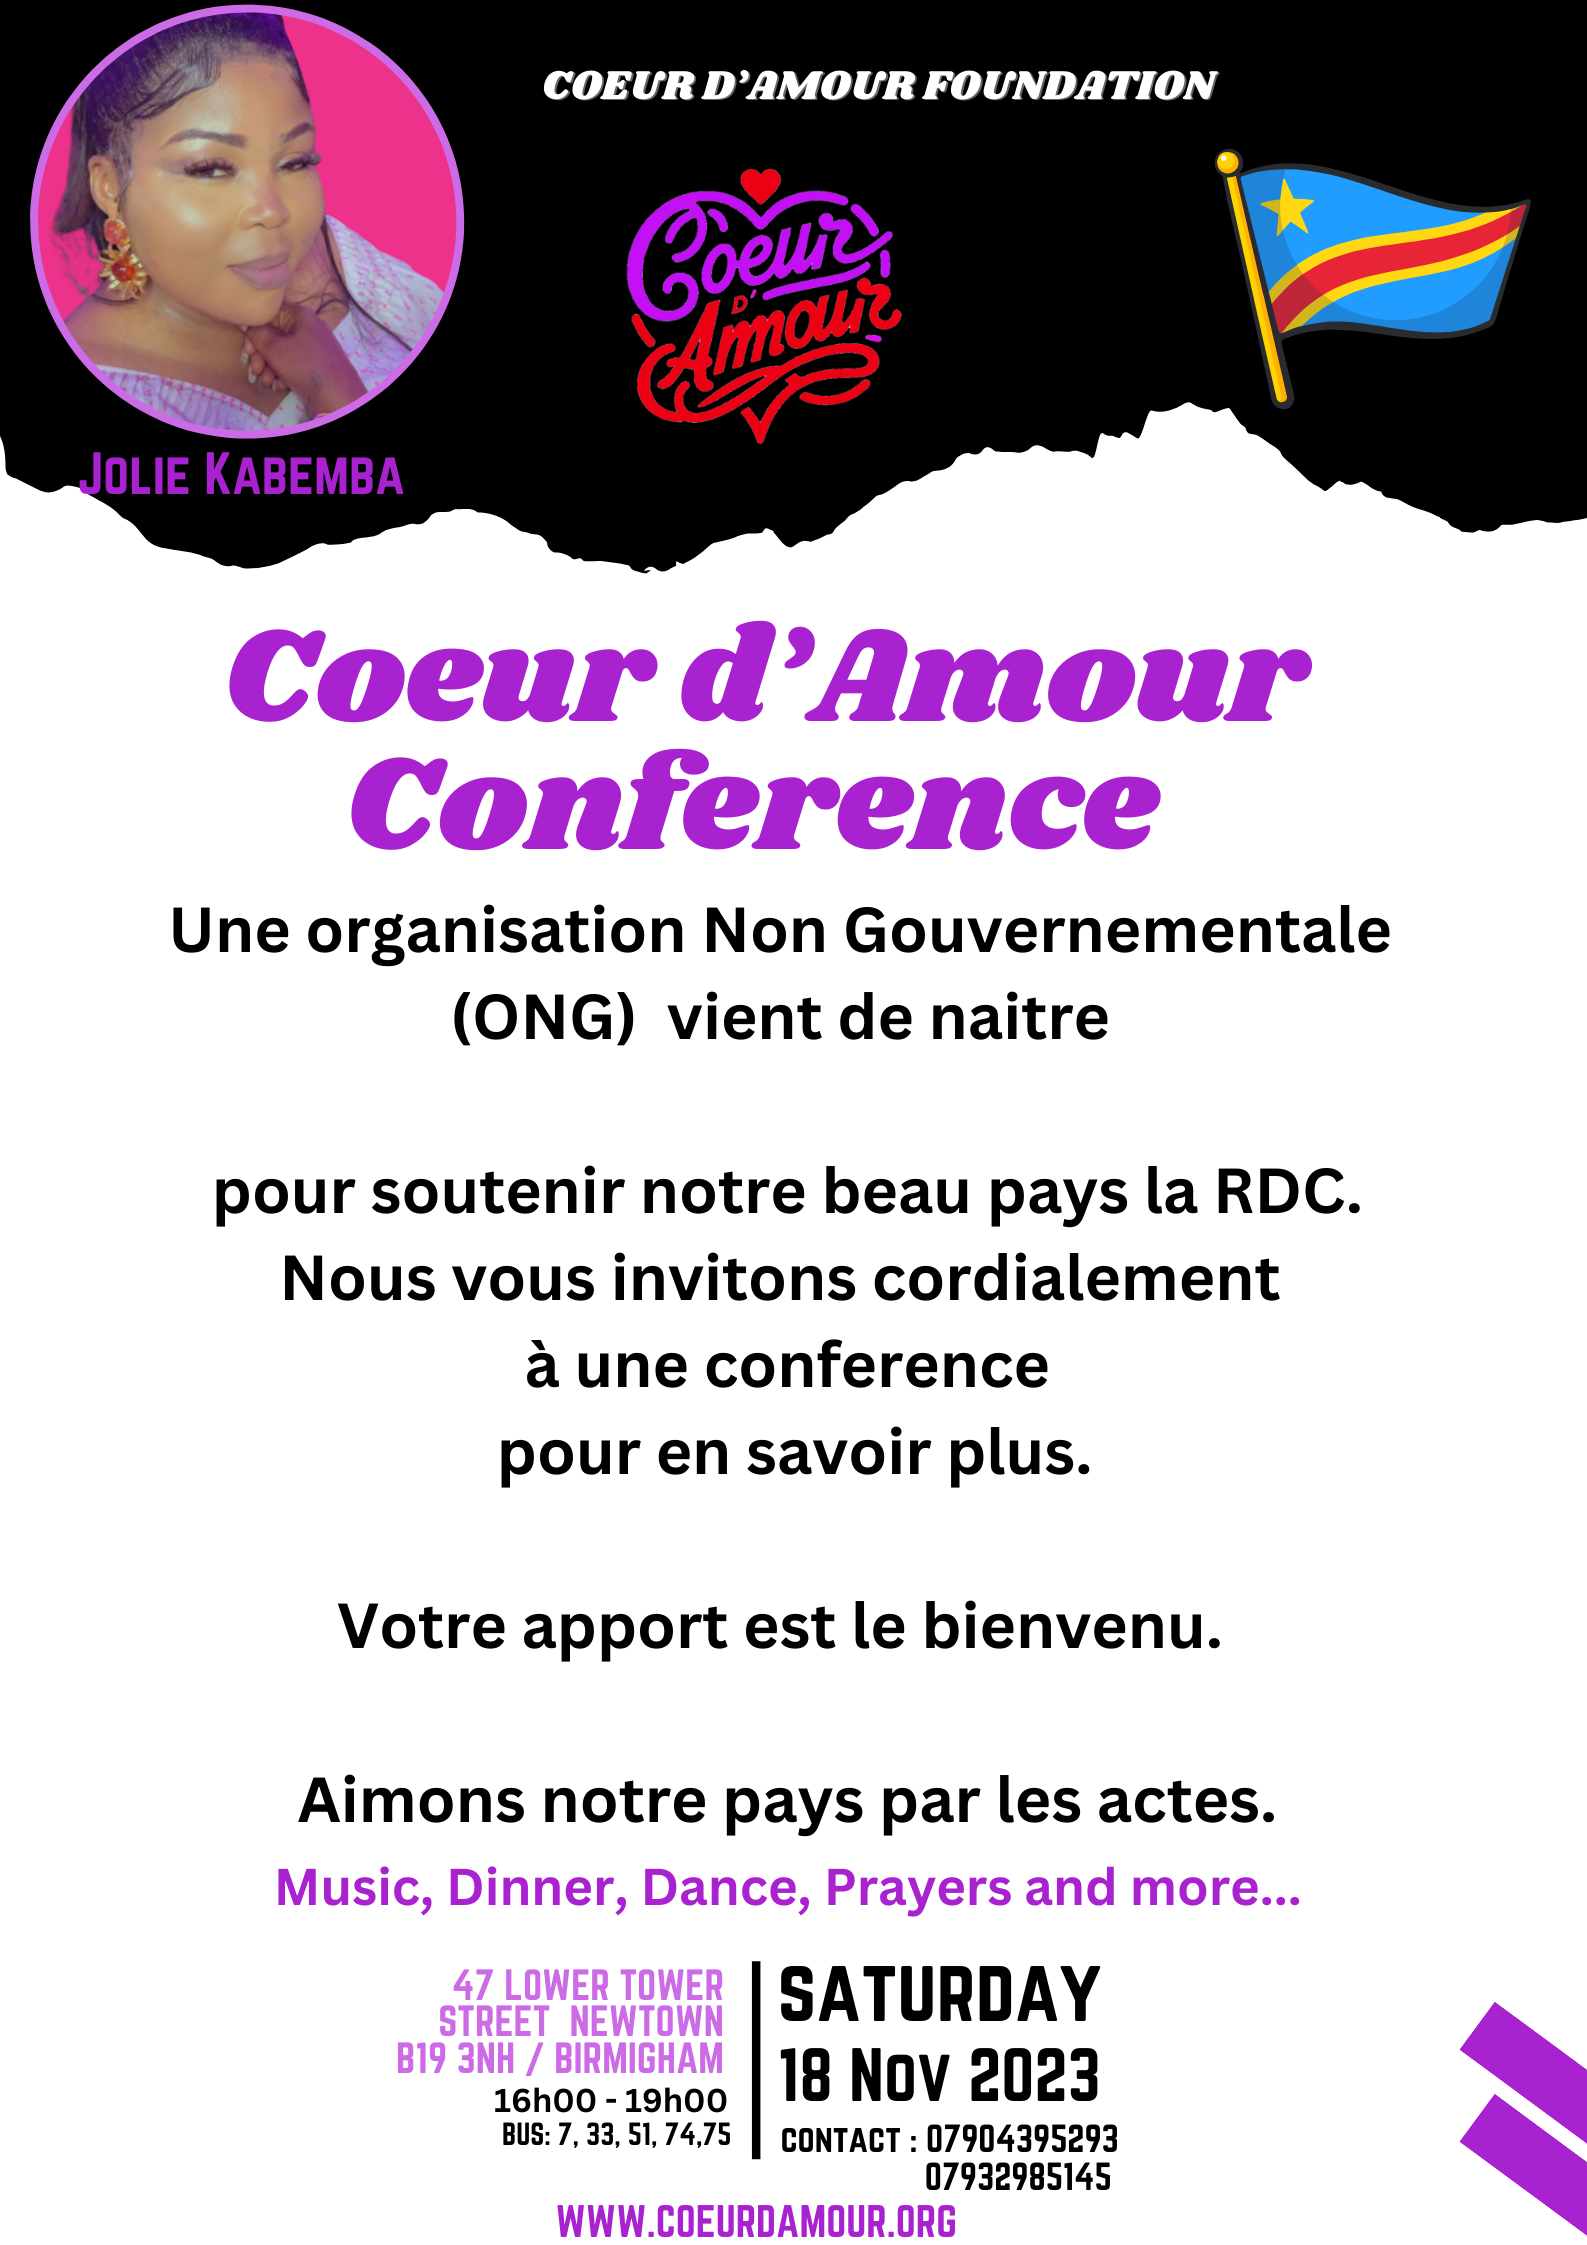 COEUR D'AMOUR FOUNDATION
Coeur
D'
Amour
JOLIE KABEMBA
Coeur d'Amour
Conference
Une organisation Non Gouvernementale
(ONG) vient de naitre
pour soutenir notre beau pays la RDC.
Nous vous invitons cordialement
à une conference
pour en savoir plus.
Votre apport est le bienvenu.
Aimons notre pays par les actes.
Music, Dinner, Dance, Prayers and more...
47 LOWER TOWER
STREET NEWTOWN
B19 3NH / BIRMIGHAM
16h00 - 19h00
BUS: 7, 33, 51, 74,75
SATURDAY
18 NOV 2023
CONTACT : 07904395293
07932985145
WWW.COEURDAMOUR.ORG